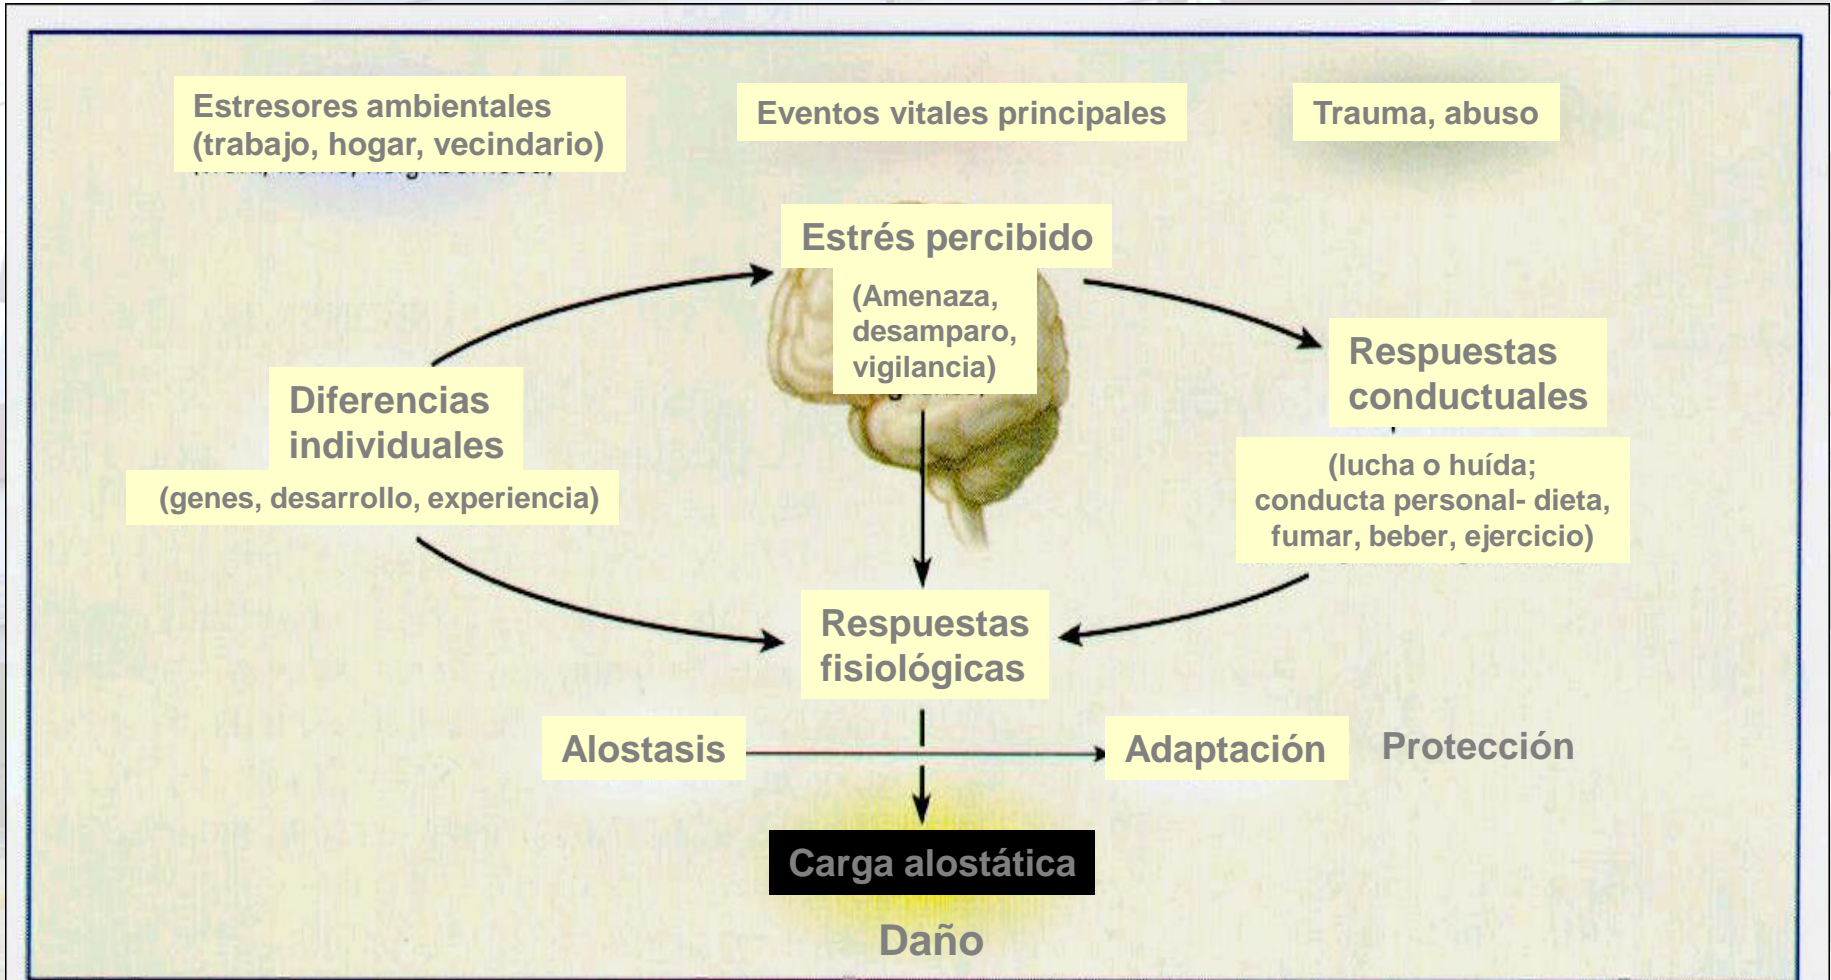 Estresores ambientales
(trabajo, hogar, vecindario)
Eventos vitales principales
Trauma, abuso
Estrés percibido
(Amenaza,
desamparo,
vigilancia)
Diferencias
individuales
(genes, desarrollo, experiencia)
Respuestas
conductuales
(lucha o huída;
conducta personal- dieta,
fumar, beber, ejercicio)
Respuestas
fisiológicas
Alostasis
Adaptación
Protección
Carga alostática
Daño